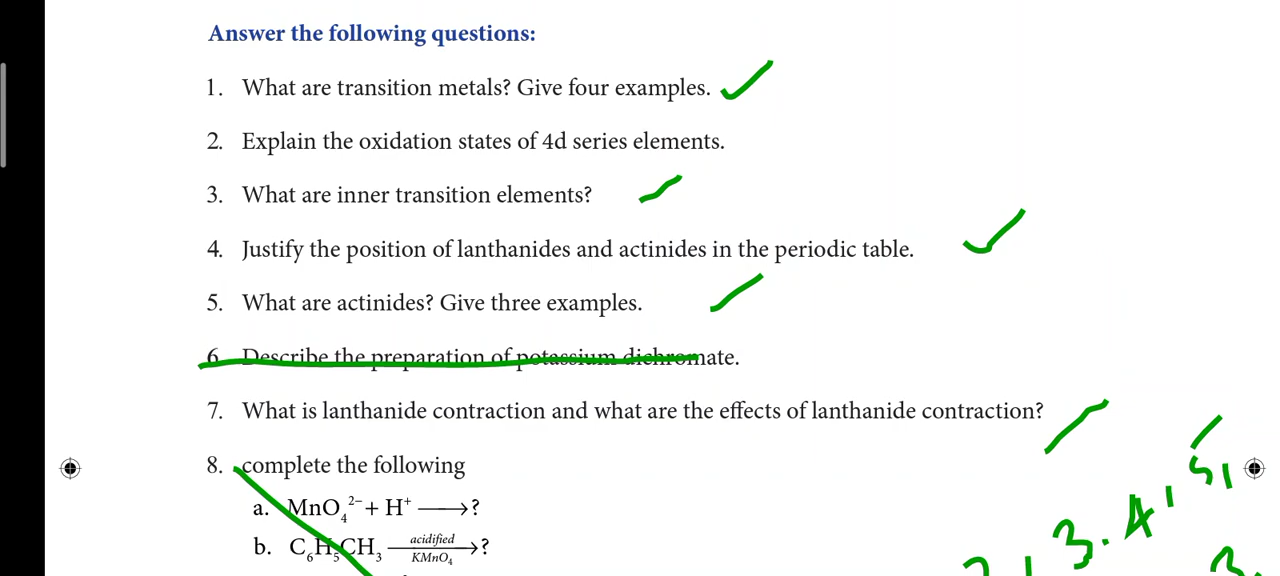 Answer the following questions:
1. What are transition metals? Give four examples.
2. Explain the oxidation states of 4d series elements.
3. What are inner transition elements?
4. Justify the position of lanthanides and actinides in the periodic table.
5. What are actinides? Give three examples.
6. Describe the preparation of potassium dichromate.
7. What is lanthanide contraction and what are the effects of lanthanide contraction?
8. complete the following
a. MnO₄²⁻ + H⁺ ⟶?
b. C₆H₅CH₃ acidified KMnO₄ ⟶?
3. 4, 5,